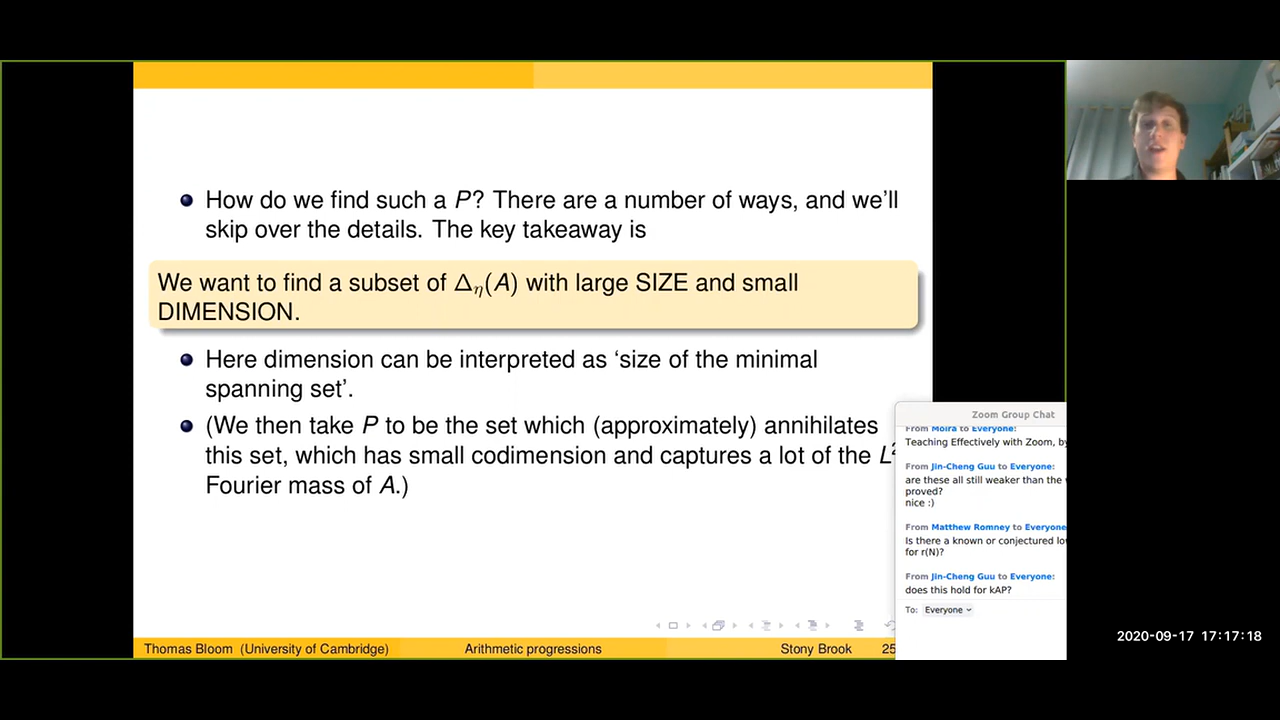 How do we find such a P? There are a number of ways, and we'll
skip over the details. The key takeaway is
We want to find a subset of Δη(A) with large SIZE and small
DIMENSION.
Here dimension can be interpreted as ‘size of the minimal
spanning set’.
(We then take P to be the set which (approximately) annihilates
this set, which has small codimension and captures a lot of the L²
Fourier mass of A.)
Thomas Bloom (University of Cambridge) Arithmetic progressions Stony Brook 25
Zoom Group Chat
From Moira to Everyone:
Teaching Effectively with Zoom, by
From Jin-Cheng Guu to Everyone:
are these all still weaker than the
proved?
nice :)
From Matthew Romney to Everyone
Is there a known or conjectured
for r(N)?
From Jin-Cheng Guu to Everyone:
does this hold for kAP?
To: Everyone
2020-09-17 17:17:18